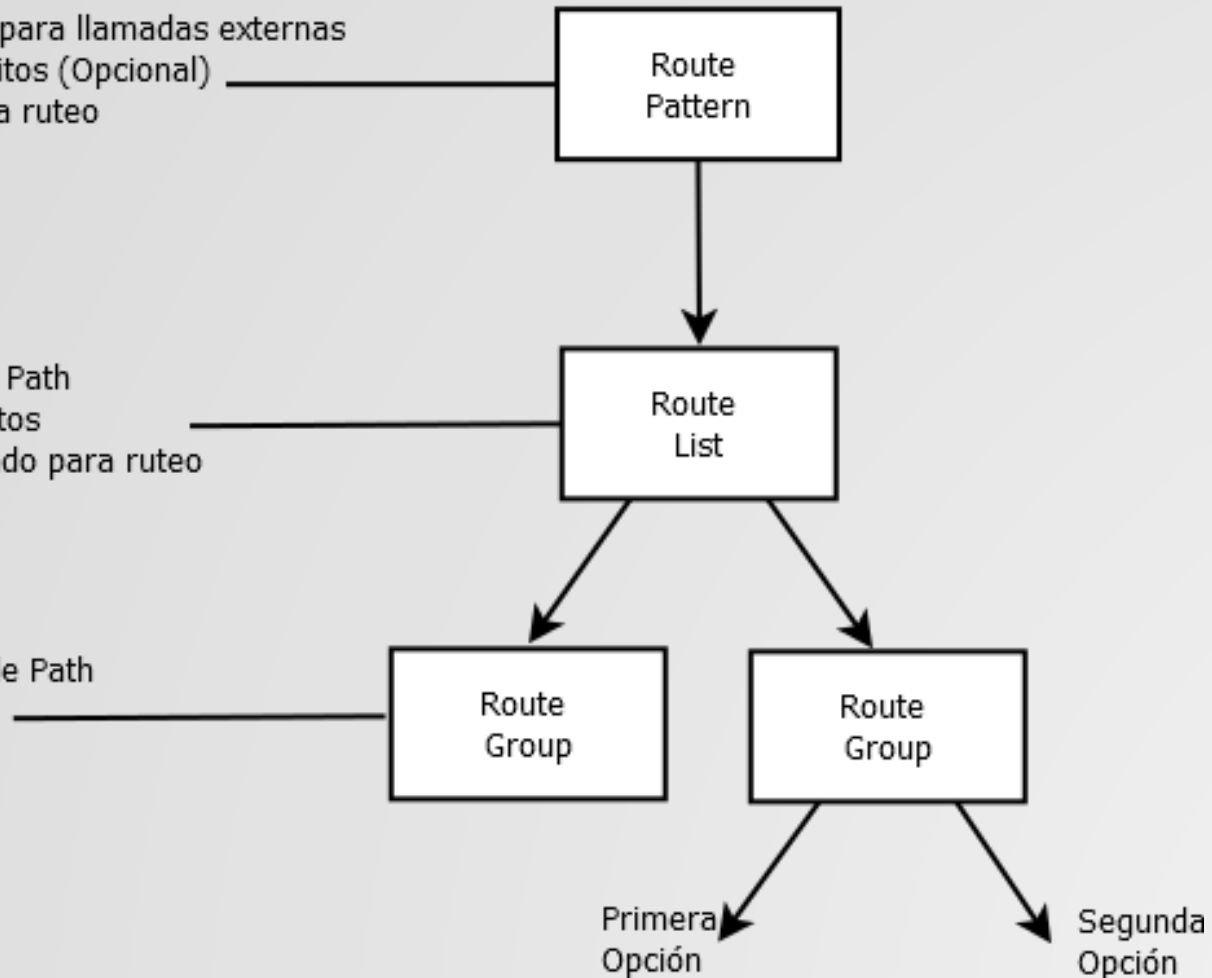 para llamadas externas
itos (Opcional)
a ruteo
Route
Pattern
Path
tos
do para ruteo
Route
List
le Path
Route
Group
Route
Group
Primera
Opción
Segunda
Opción